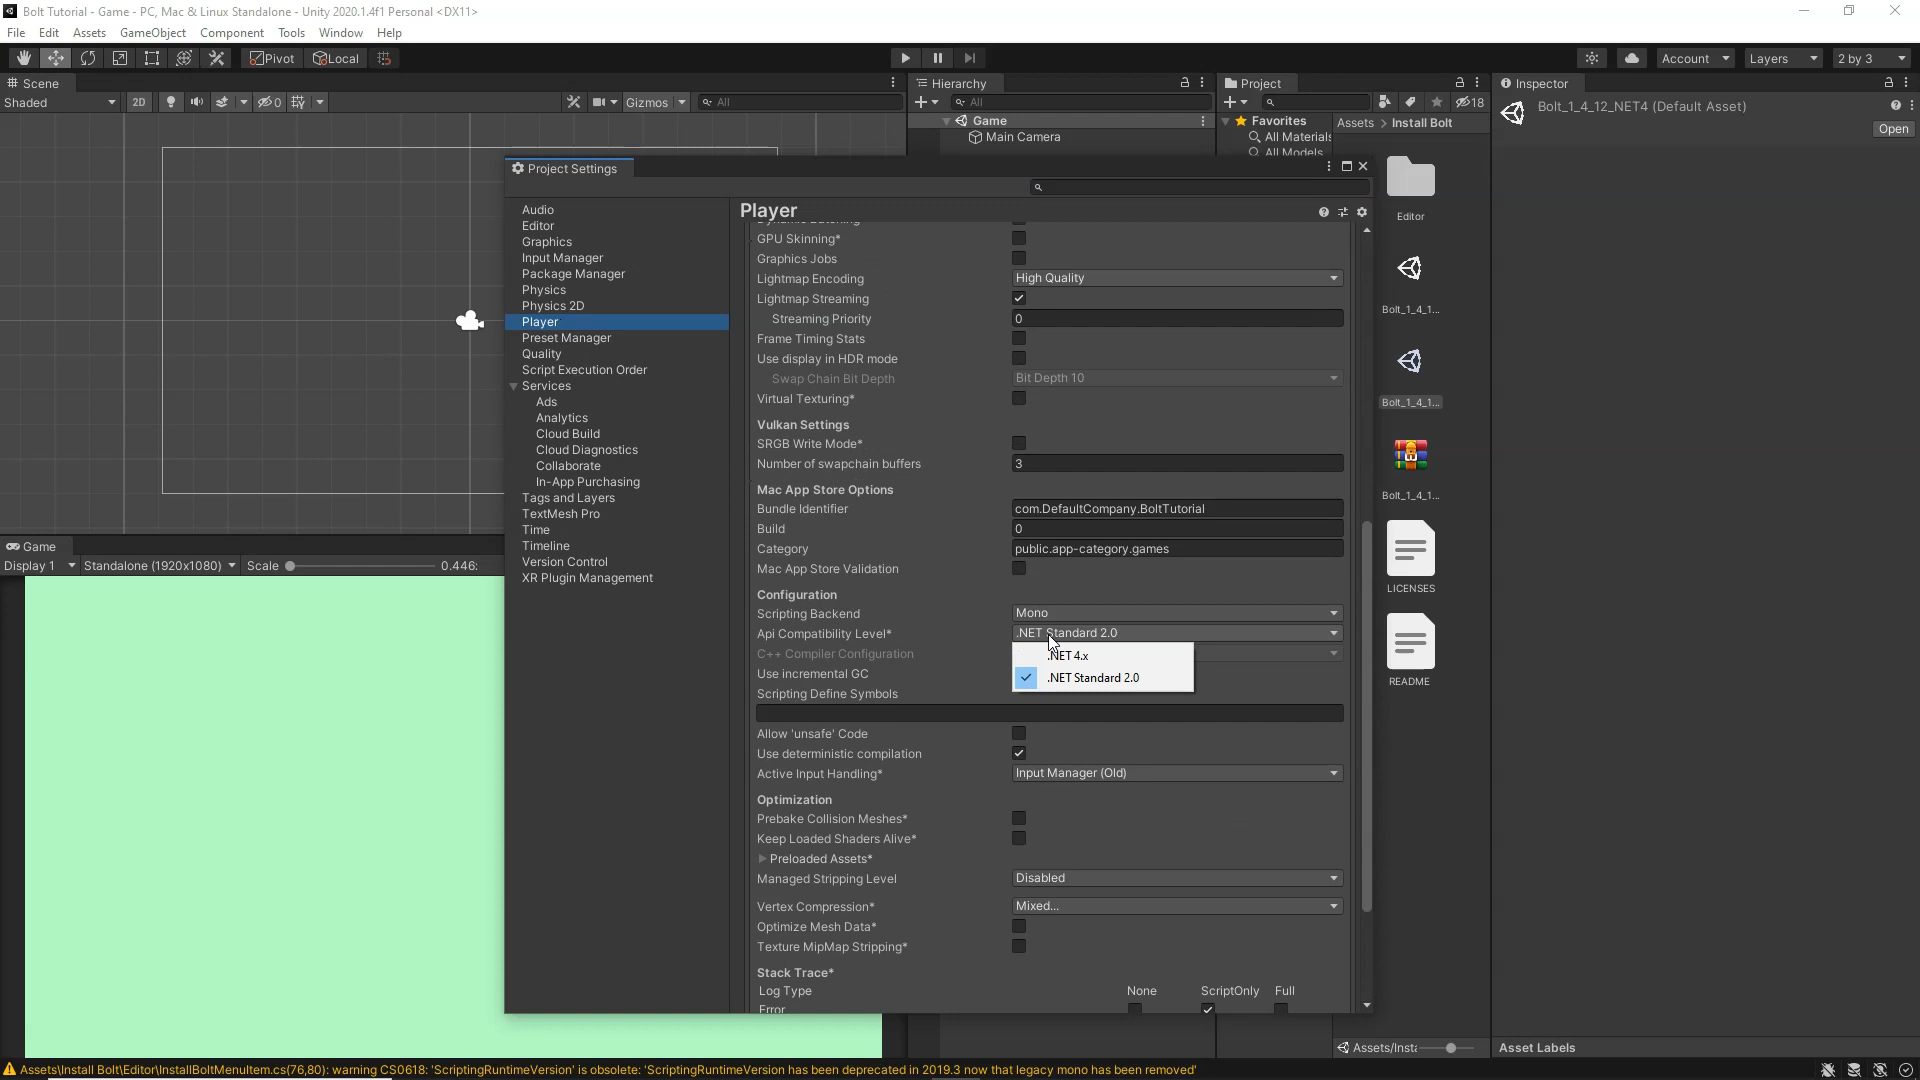 Bolt Tutorial - Game - PC, Mac & Linux Standalone - Unity 2020.1.4f1 Personal <DX11>
File Edit Assets GameObject Component Tools Window Help
Pivot Local Account Layers 2 by 3
Scene
Shaded 2D 0 Gizmos All
Hierarchy
All
Game
Main Camera
Project
18
Favorites
All Materials
All Models
Assets > Install Bolt
Editor
Bolt_1_4_1...
Bolt_1_4_1...
Bolt_1_4_1...
LICENSES
README
Assets/Insta
Inspector
Bolt_1_4_12_NET4 (Default Asset)
Open
Asset Labels
Game
Display 1 Standalone (1920x1080) Scale 0.446:
Project Settings
Audio
Editor
Graphics
Input Manager
Package Manager
Physics
Physics 2D
Player
Preset Manager
Quality
Script Execution Order
Services
Ads
Analytics
Cloud Build
Cloud Diagnostics
Collaborate
In-App Purchasing
Tags and Layers
TextMesh Pro
Time
Timeline
Version Control
XR Plugin Management
Player
GPU Skinning*
Graphics Jobs
Lightmap Encoding High Quality
Lightmap Streaming
Streaming Priority 0
Frame Timing Stats
Use display in HDR mode
Swap Chain Bit Depth Bit Depth 10
Virtual Texturing*
Vulkan Settings
SRGB Write Mode*
Number of swapchain buffers 3
Mac App Store Options
Bundle Identifier com.DefaultCompany.BoltTutorial
Build 0
Category public.app-category.games
Mac App Store Validation
Configuration
Scripting Backend Mono
Api Compatibility Level* .NET Standard 2.0
C++ Compiler Configuration
.NET 4.x
.NET Standard 2.0
Use incremental GC
Scripting Define Symbols
Allow 'unsafe' Code
Use deterministic compilation
Active Input Handling* Input Manager (Old)
Optimization
Prebake Collision Meshes*
Keep Loaded Shaders Alive*
Preloaded Assets*
Managed Stripping Level Disabled
Vertex Compression* Mixed...
Optimize Mesh Data*
Texture MipMap Stripping*
Stack Trace*
Log Type None ScriptOnly Full
Error
Assets\Install Bolt\Editor\InstallBoltMenuItem.cs(76,80): warning CS0618: 'ScriptingRuntimeVersion' is obsolete: 'ScriptingRuntimeVersion has been deprecated in 2019.3 now that legacy mono has been removed'